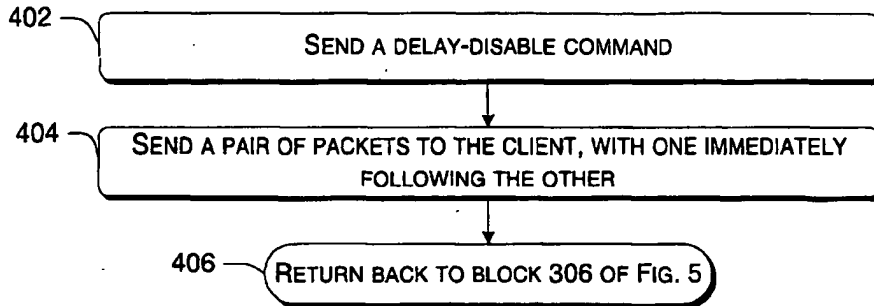 402
SEND A DELAY-DISABLE COMMAND
404
SEND A PAIR OF PACKETS TO THE CLIENT, WITH ONE IMMEDIATELY
FOLLOWING THE OTHER
406
RETURN BACK TO BLOCK 306 OF FIG. 5